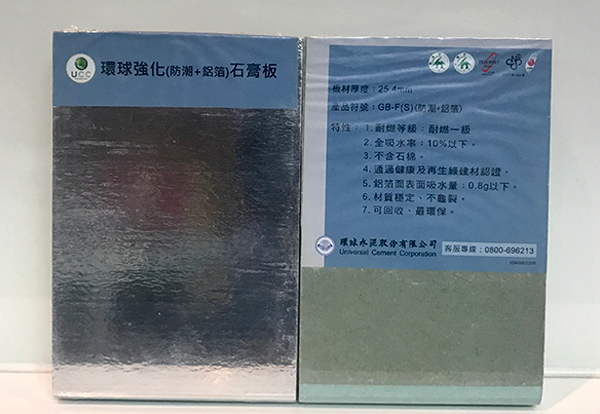 UCC
環球強化(防潮+鋁箔)石膏板
板材厚度：25.4mm
產品符號：GB-F(S)(防潮+鋁箔)
特性：1. 耐燃等級：耐燃一級
2. 全吸水率：10%以下。
3. 不含石棉。
4. 通過健康及再生綠建材認證。
5. 鋁箔面表面吸水量：0.8g以下。
6. 材質穩定、不龜裂。
7. 可回收、最環保。
環球水泥股份有限公司
Universal Cement Corporation
客服專線：0800-696213